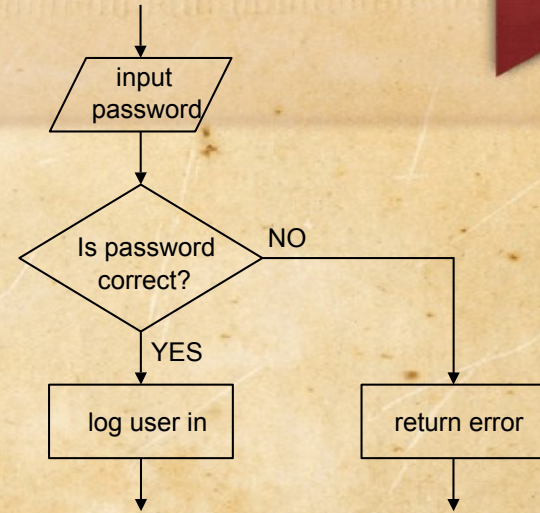 input
password
Is password
correct?
NO
YES
log user in
return error